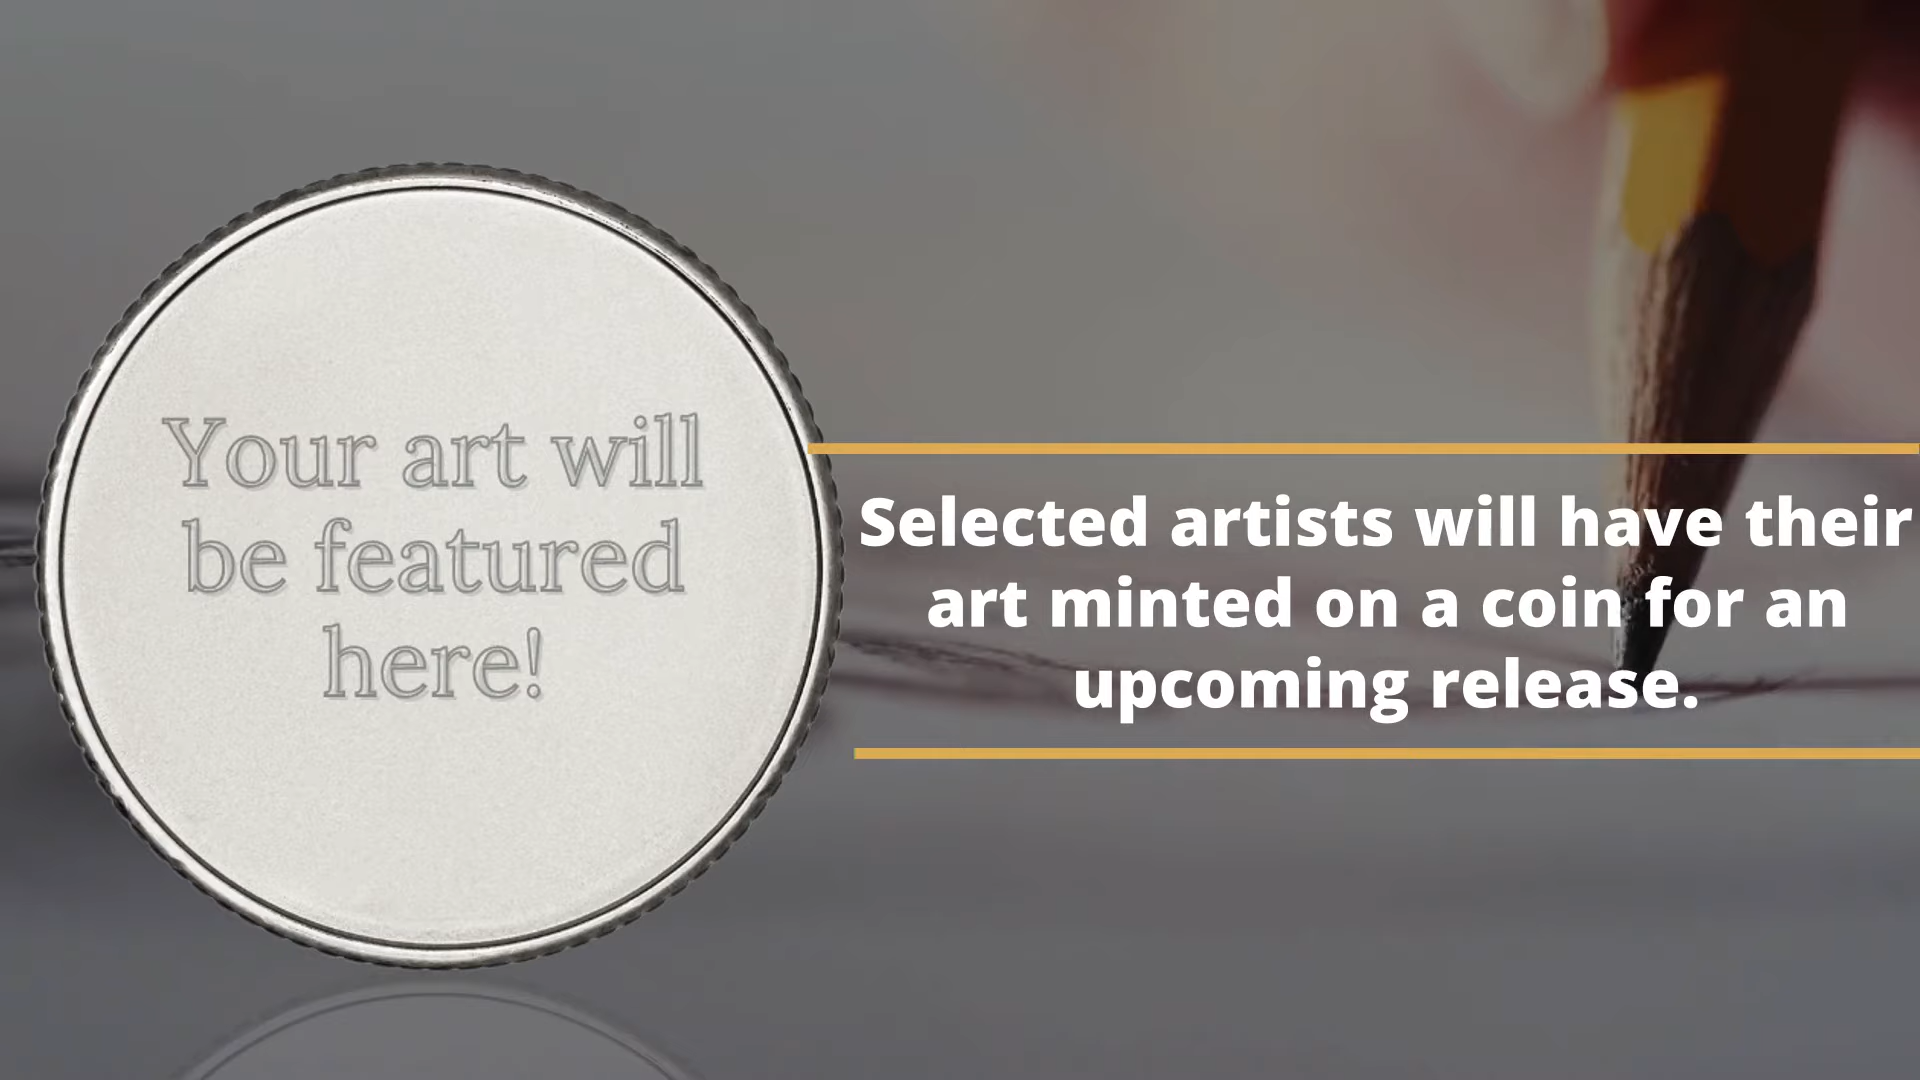 Your art will
be featured
here!
Selected artists will have their
art minted on a coin for an
upcoming release.